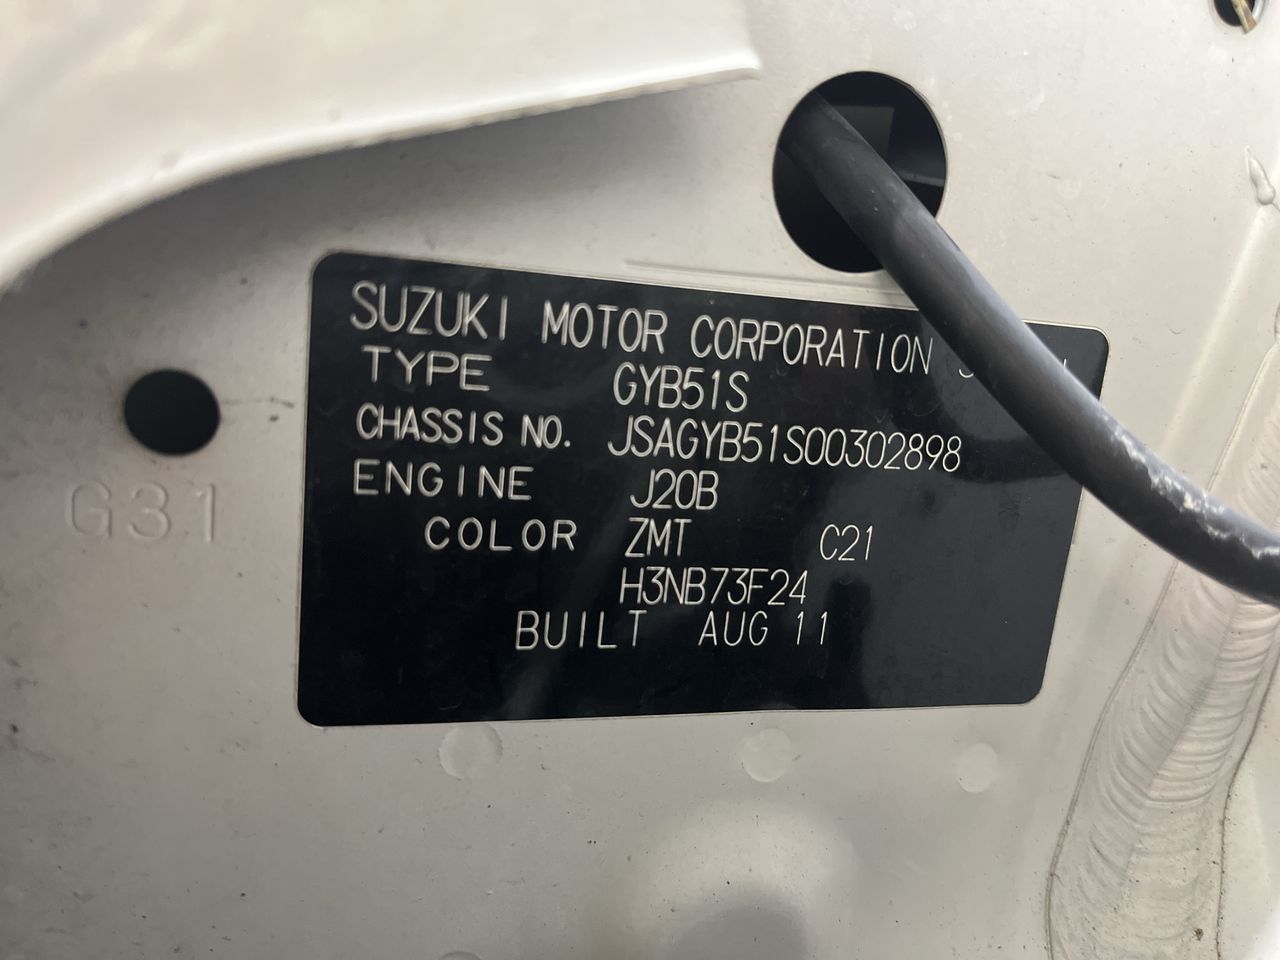 SUZUKI MOTOR CORPORATION
TYPE GYB51S
CHASSIS NO. JSAGYB51S00302898
ENGINE J20B
COLOR ZMT C21
H3NB73F24
BUILT AUG 11
G31